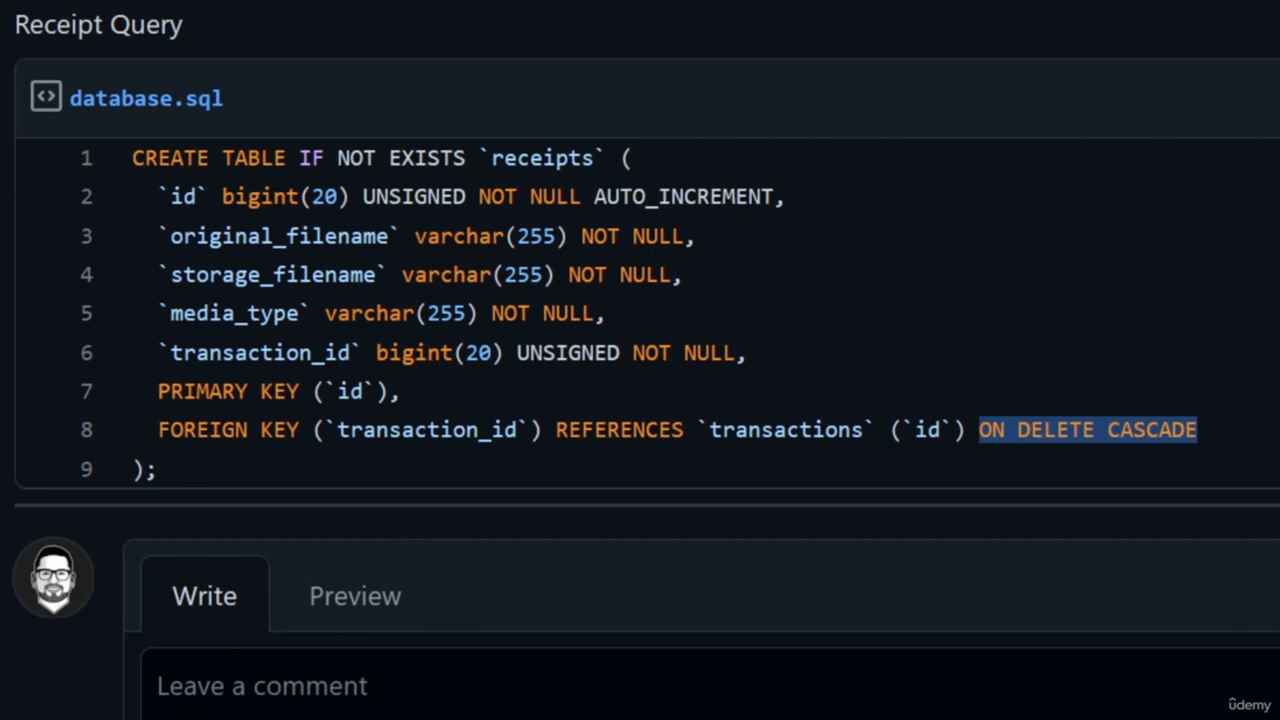 Receipt Query
database.sql
1 CREATE TABLE IF NOT EXISTS `receipts` (
2 `id` bigint(20) UNSIGNED NOT NULL AUTO_INCREMENT,
3 `original_filename` varchar(255) NOT NULL,
4 `storage_filename` varchar(255) NOT NULL,
5 `media_type` varchar(255) NOT NULL,
6 `transaction_id` bigint(20) UNSIGNED NOT NULL,
7 PRIMARY KEY (`id`),
8 FOREIGN KEY (`transaction_id`) REFERENCES `transactions` (`id`) ON DELETE CASCADE
9 );
Write Preview
Leave a comment
ûdemy